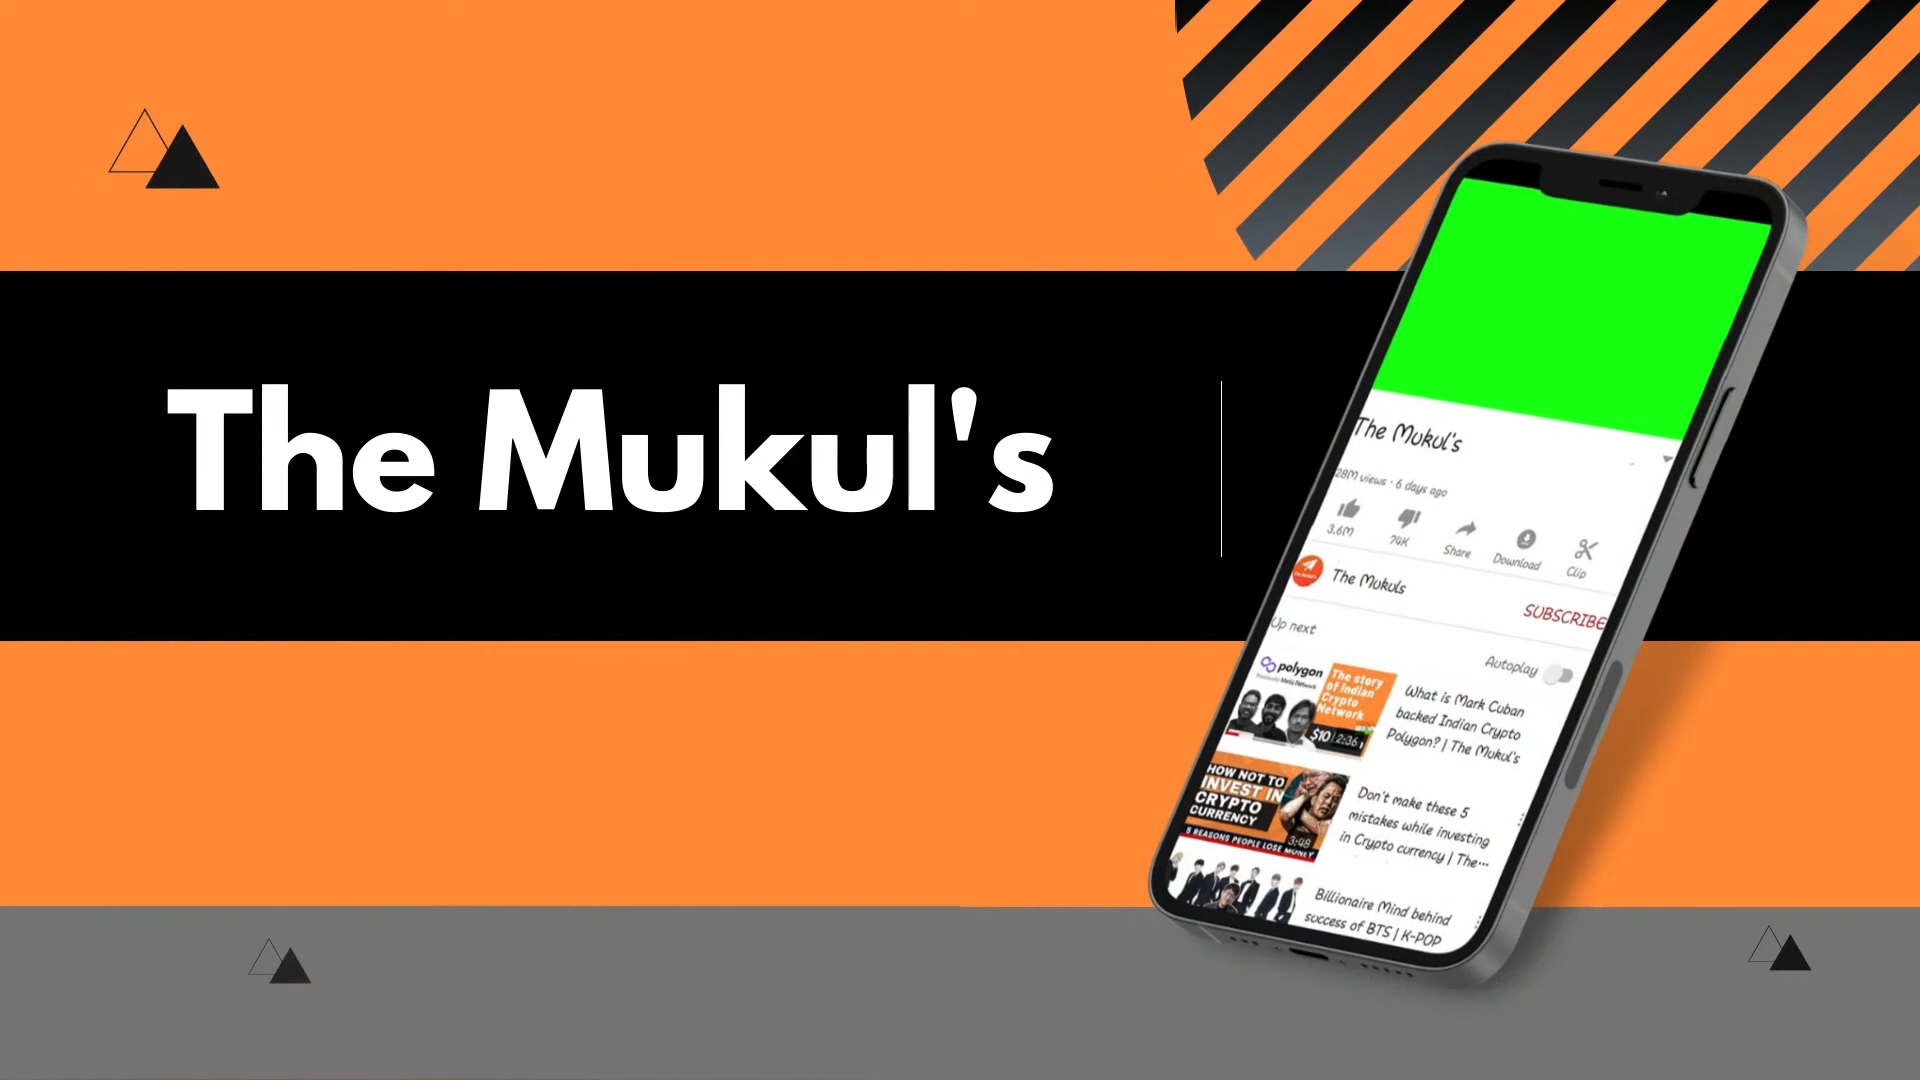 The Mukul's
The Mukul's
28M views · 6 days ago
3.6M
74K
Share
Download
Clip
The Mukuls
SUBSCRIBE
Up next
Autoplay
polygon
The story
of Indian
Crypto
Network
$10
2:36
What is Mark Cuban
backed Indian Crypto
Polygon? | The Mukul's
HOW NOT TO
INVEST IN
CRYPTO
CURRENCY
5 REASONS PEOPLE LOSE MONEY
3:08
Don't make these 5
mistakes while investing
in Crypto currency | The...
Billionaire Mind behind
success of BTS | K-POP